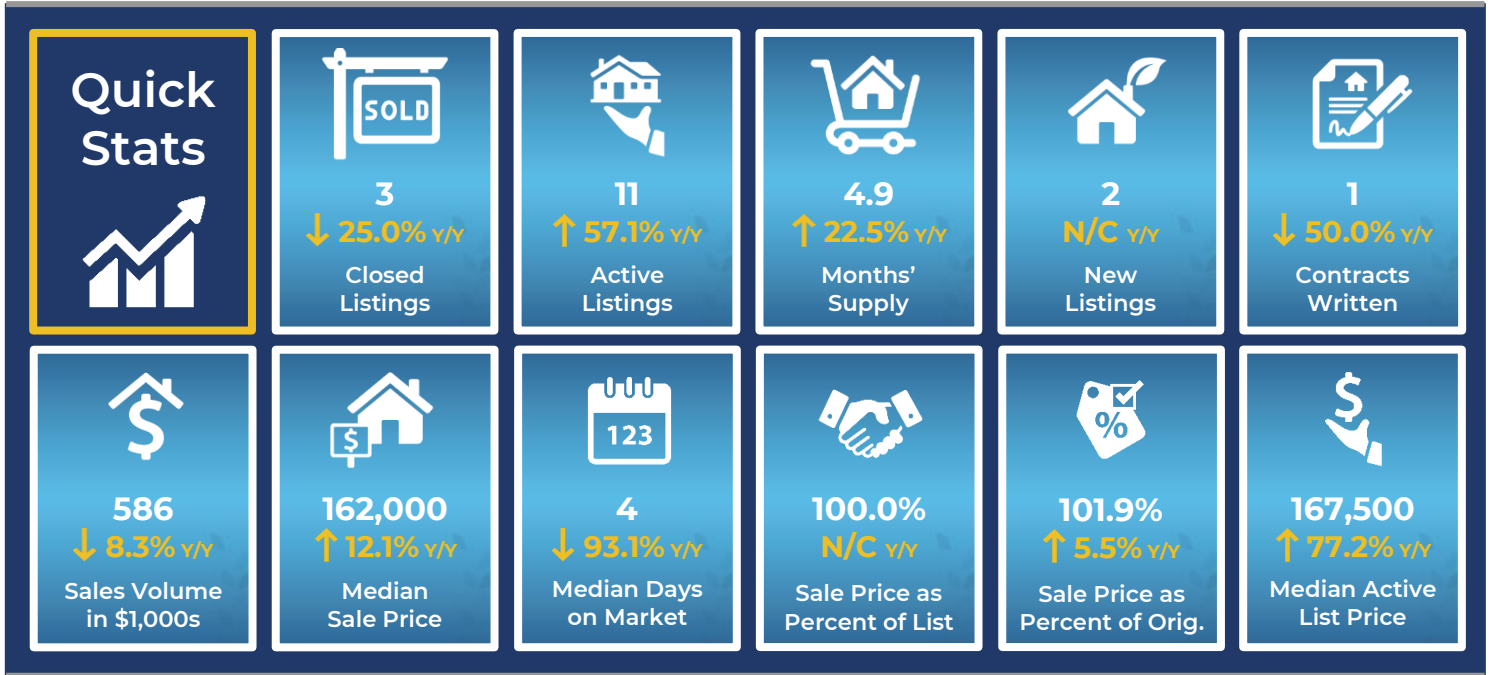 Quick
Stats
SOLD
3
↓ 25.0% Y/Y
Closed
Listings
11
↑ 57.1% Y/Y
Active
Listings
4.9
↑ 22.5% Y/Y
Months’
Supply
2
N/C Y/Y
New
Listings
1
↓ 50.0% Y/Y
Contracts
Written
$
586
↓ 8.3% Y/Y
Sales Volume
in $1,000s
$
162,000
↑ 12.1% Y/Y
Median
Sale Price
123
4
↓ 93.1% Y/Y
Median Days
on Market
100.0%
N/C Y/Y
Sale Price as
Percent of List
%
101.9%
↑ 5.5% Y/Y
Sale Price as
Percent of Orig.
$
167,500
↑ 77.2% Y/Y
Median Active
List Price